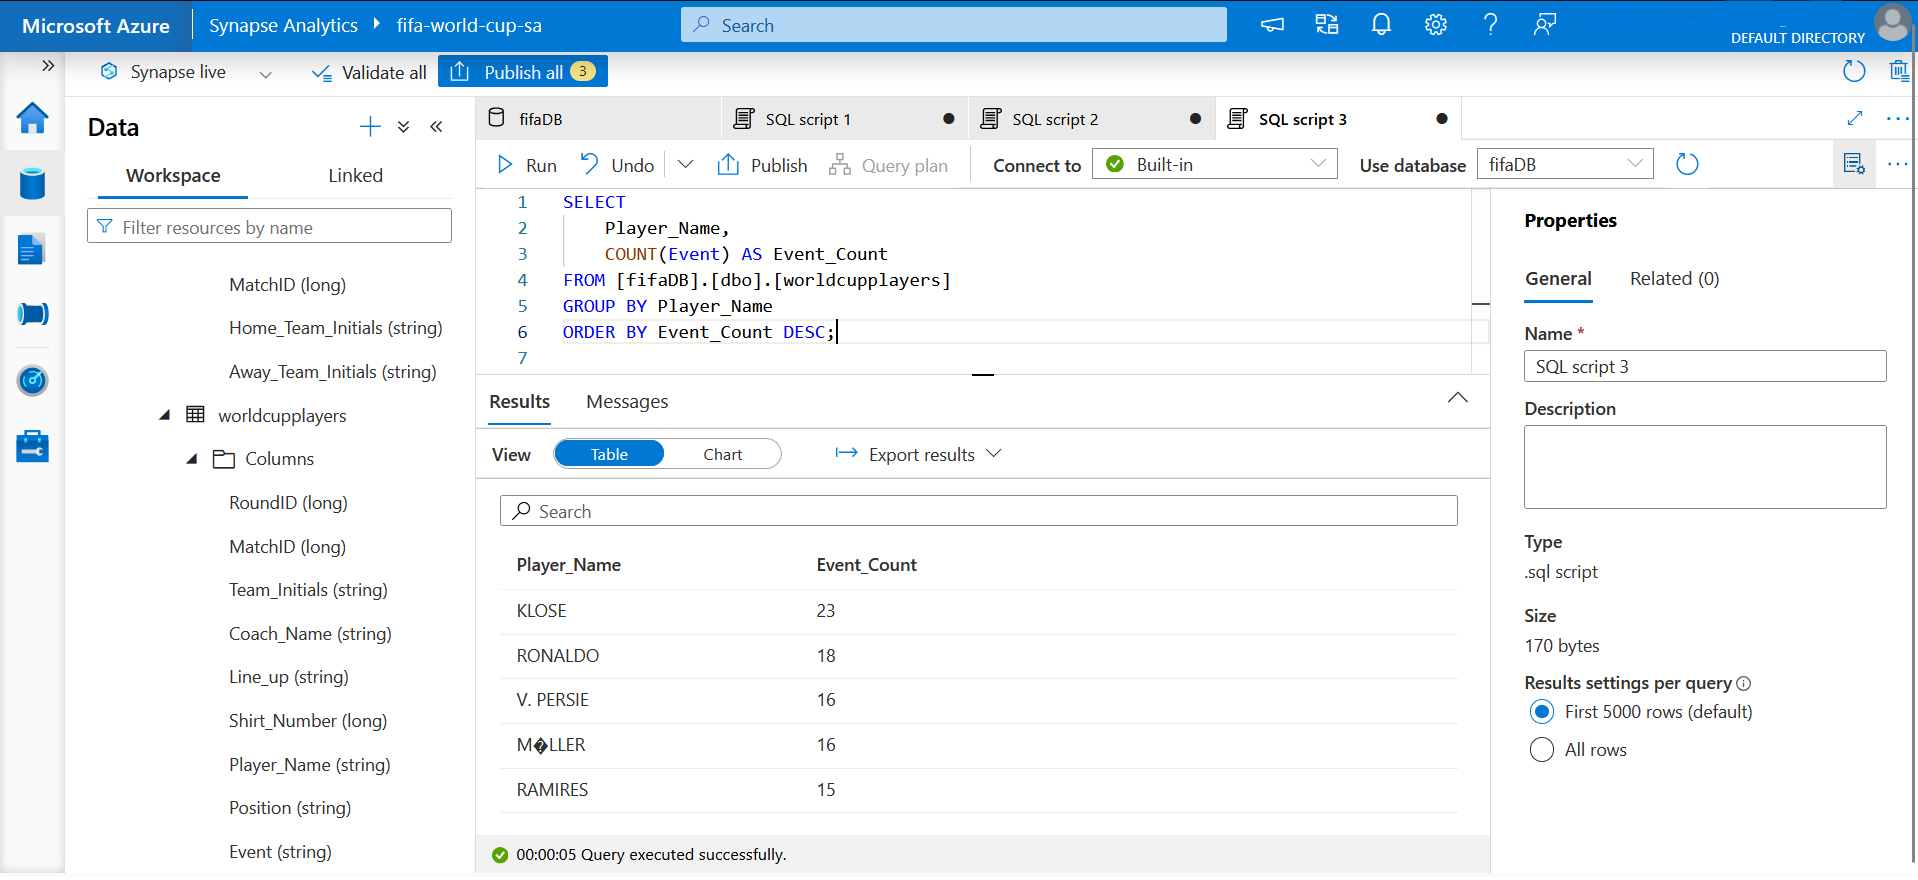 Microsoft Azure
Synapse Analytics
fifa-world-cup-sa
Search
DEFAULT DIRECTORY
Synapse live
Validate all
Publish all 3
Data
Workspace
Linked
Filter resources by name
MatchID (long)
Home_Team_Initials (string)
Away_Team_Initials (string)
worldcupplayers
Columns
RoundID (long)
MatchID (long)
Team_Initials (string)
Coach_Name (string)
Line_up (string)
Shirt_Number (long)
Player_Name (string)
Position (string)
Event (string)
fifaDB
SQL script 1
SQL script 2
SQL script 3
Run
Undo
Publish
Query plan
Connect to
Built-in
Use database
fifaDB
1 SELECT
2 Player_Name,
3 COUNT(Event) AS Event_Count
4 FROM [fifaDB].[dbo].[worldcupplayers]
5 GROUP BY Player_Name
6 ORDER BY Event_Count DESC;
7
Results
Messages
View
Table
Chart
Export results
Search
Player_Name Event_Count
KLOSE 23
RONALDO 18
V. PERSIE 16
M�LLER 16
RAMIRES 15
00:00:05 Query executed successfully.
Properties
General
Related (0)
Name *
SQL script 3
Description
Type
.sql script
Size
170 bytes
Results settings per query
First 5000 rows (default)
All rows